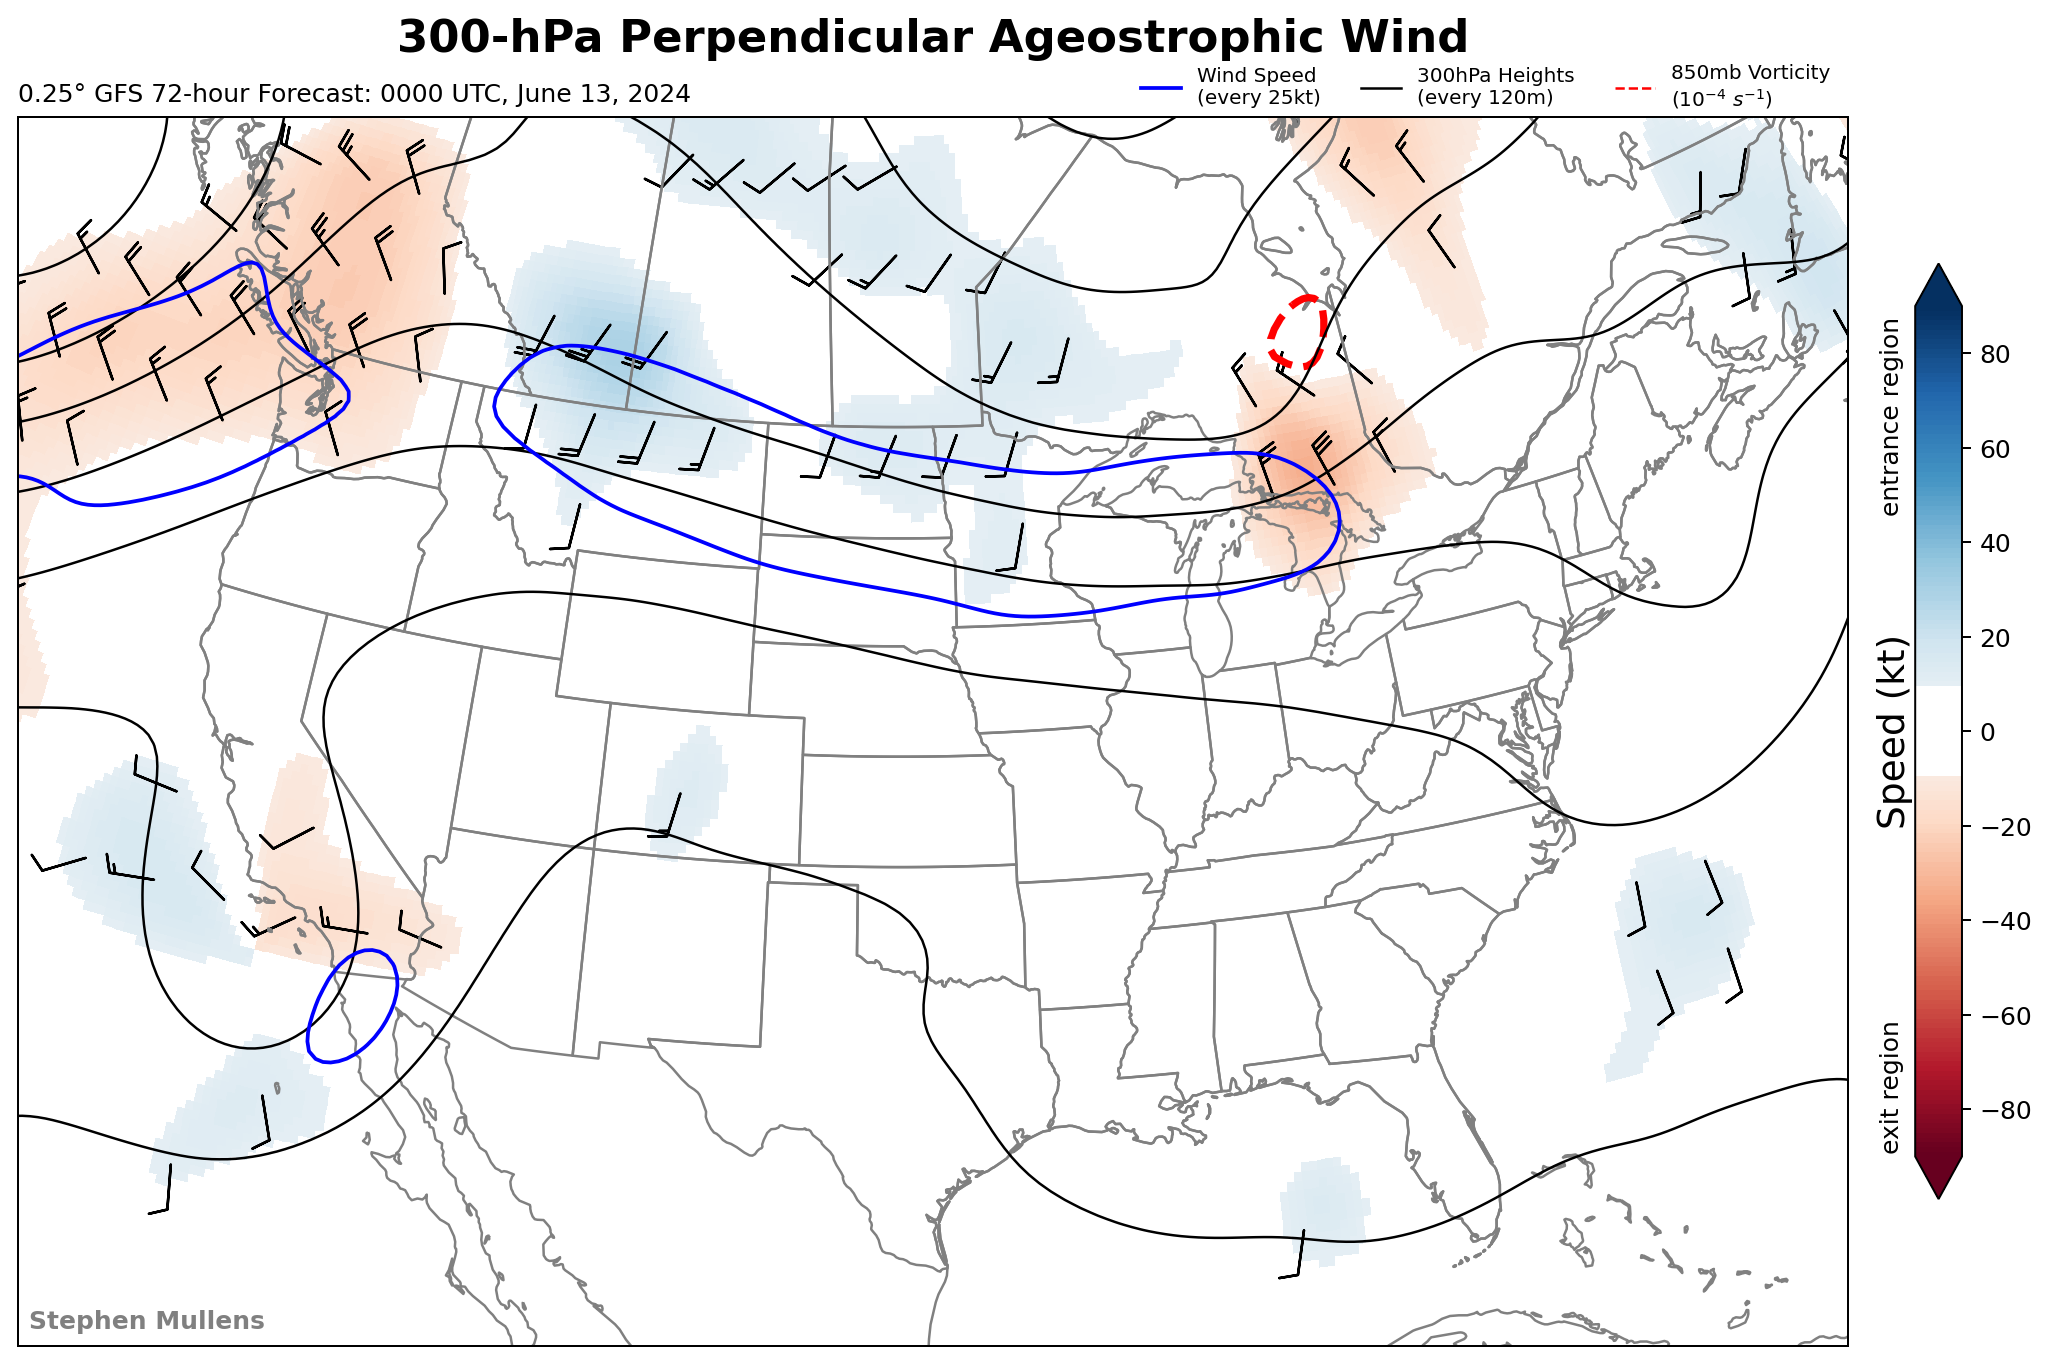 300-hPa Perpendicular Ageostrophic Wind
0.25° GFS 72-hour Forecast: 0000 UTC, June 13, 2024
Wind Speed
(every 25kt)
300hPa Heights
(every 120m)
850mb Vorticity
(10⁻⁴ s⁻¹)
entrance region
Speed (kt)
exit region
80
60
40
20
0
−20
−40
−60
−80
Stephen Mullens